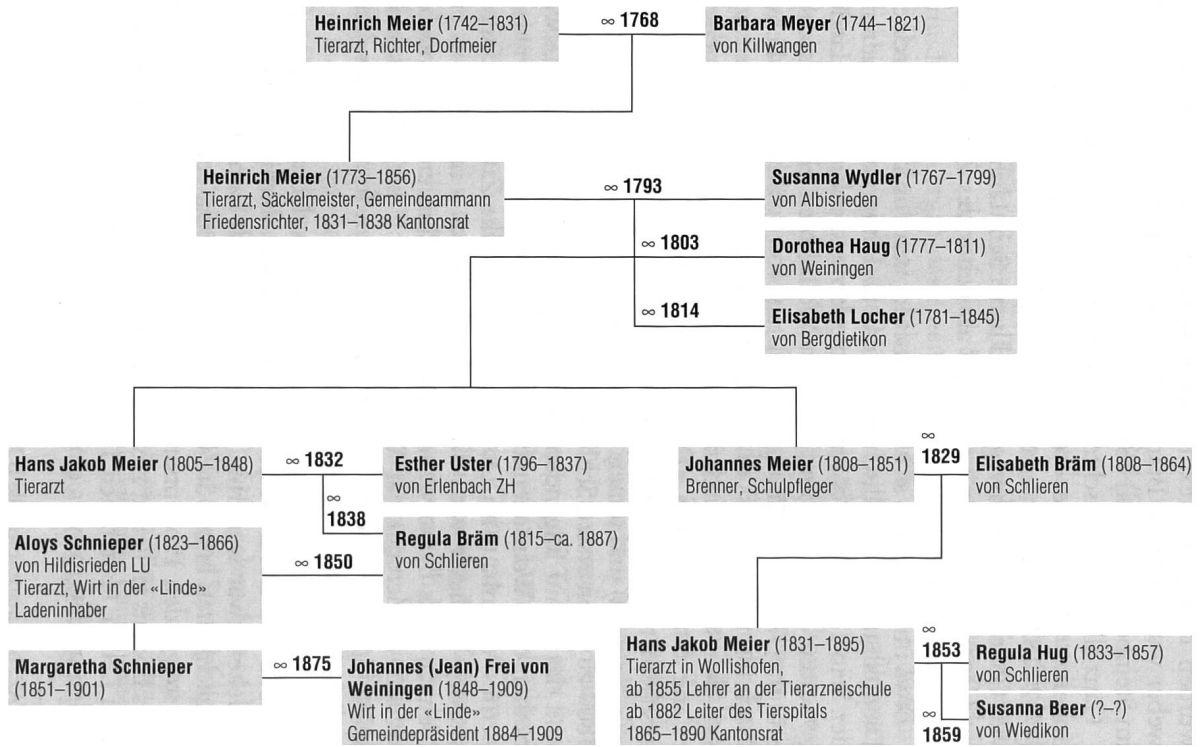 Heinrich Meier (1742–1831)
Tierarzt, Richter, Dorfmeier
∞ 1768
Barbara Meyer (1744–1821)
von Killwangen
Heinrich Meier (1773–1856)
Tierarzt, Säckelmeister, Gemeindeammann
Friedensrichter, 1831–1838 Kantonsrat
∞ 1793
Susanna Wydler (1767–1799)
von Albisrieden
∞ 1803
Dorothea Haug (1777–1811)
von Weiningen
∞ 1814
Elisabeth Locher (1781–1845)
von Bergdietikon
Hans Jakob Meier (1805–1848)
Tierarzt
∞ 1832
Esther Uster (1796–1837)
von Erlenbach ZH
∞
1838
Regula Bräm (1815–ca. 1887)
von Schlieren
Johannes Meier (1808–1851)
Brenner, Schulpfleger
∞
1829
Elisabeth Bräm (1808–1864)
von Schlieren
Aloys Schnieper (1823–1866)
von Hildisrieden LU
Tierarzt, Wirt in der «Linde»
Ladeninhaber
∞ 1850
Margaretha Schnieper
(1851–1901)
∞ 1875
Johannes (Jean) Frei von
Weiningen (1848–1909)
Wirt in der «Linde»
Gemeindepräsident 1884–1909
Hans Jakob Meier (1831–1895)
Tierarzt in Wollishofen,
ab 1855 Lehrer an der Tierarzneischule
ab 1882 Leiter des Tierspitals
1865–1890 Kantonsrat
∞
1853
Regula Hug (1833–1857)
von Schlieren
∞
1859
Susanna Beer (?–?)
von Wiedikon